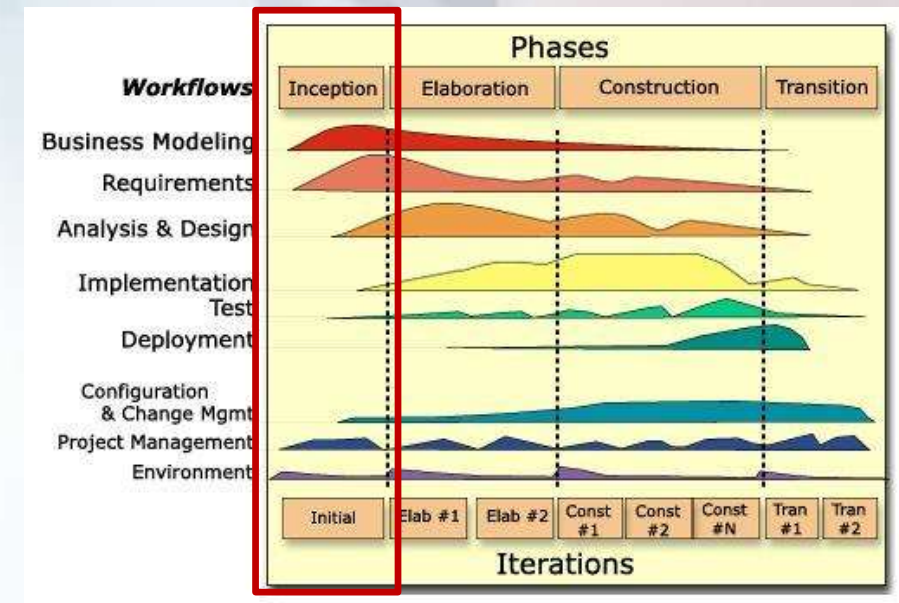 Phases
Workflows Inception Elaboration Construction Transition
Business Modeling
Requirements
Analysis & Design
Implementation
Test
Deployment
Configuration
& Change Mgmt
Project Management
Environment
Initial Elab #1 Elab #2 Const #1 Const #2 Const #N Tran #1 Tran #2
Iterations